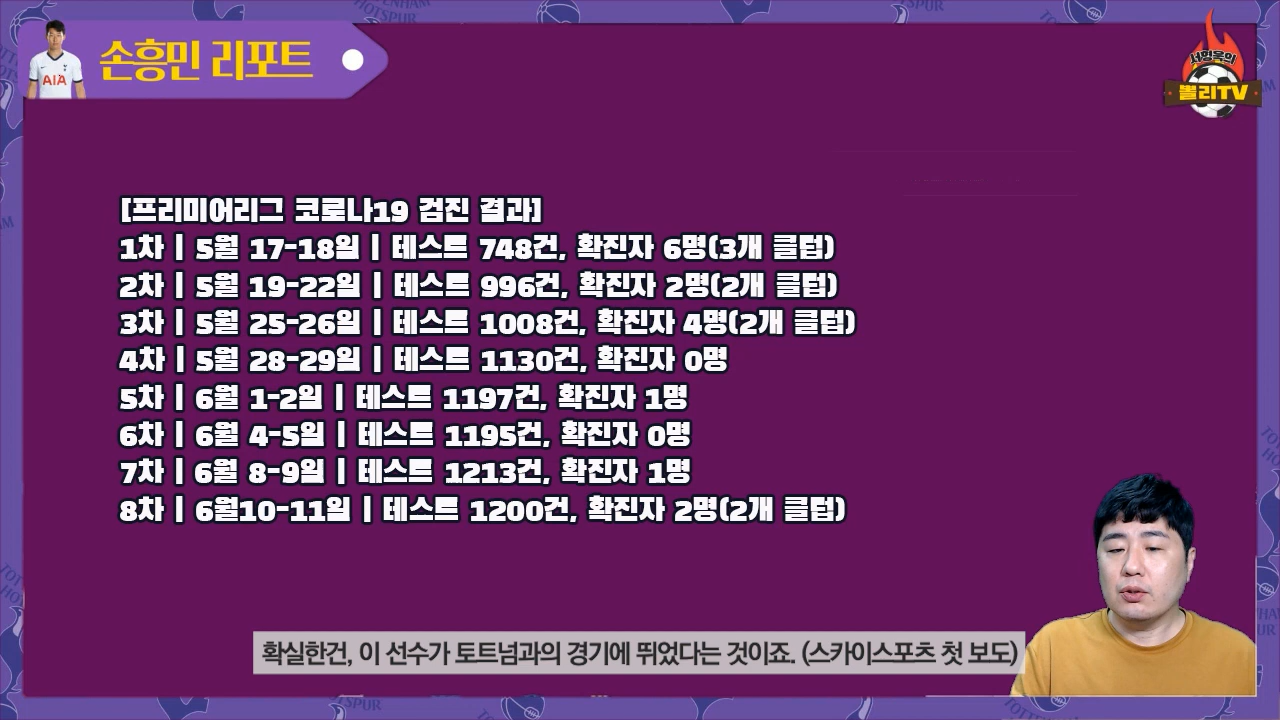 손흥민 리포트
AIA
서형욱의
뽈리TV
[프리미어리그 코로나19 검진 결과]
1차 | 5월 17-18일 | 테스트 748건, 확진자 6명(3개 클럽)
2차 | 5월 19-22일 | 테스트 996건, 확진자 2명(2개 클럽)
3차 | 5월 25-26일 | 테스트 1008건, 확진자 4명(2개 클럽)
4차 | 5월 28-29일 | 테스트 1130건, 확진자 0명
5차 | 6월 1-2일 | 테스트 1197건, 확진자 1명
6차 | 6월 4-5일 | 테스트 1195건, 확진자 0명
7차 | 6월 8-9일 | 테스트 1213건, 확진자 1명
8차 | 6월10-11일 | 테스트 1200건, 확진자 2명(2개 클럽)
확실한건, 이 선수가 토트넘과의 경기에 뛰었다는 것이죠. (스카이스포츠 첫 보도)